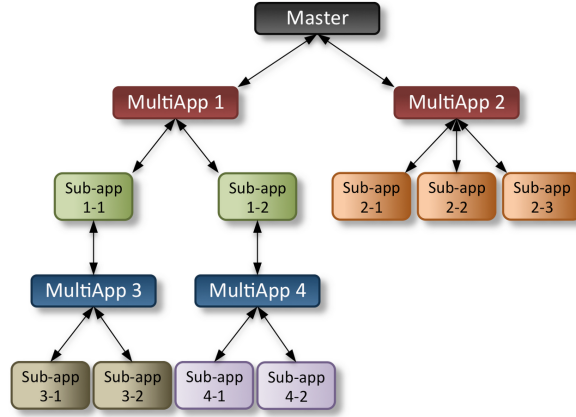 Master
MultiApp 1
MultiApp 2
Sub-app
1-1
Sub-app
1-2
Sub-app
2-1
Sub-app
2-2
Sub-app
2-3
MultiApp 3
MultiApp 4
Sub-app
3-1
Sub-app
3-2
Sub-app
4-1
Sub-app
4-2